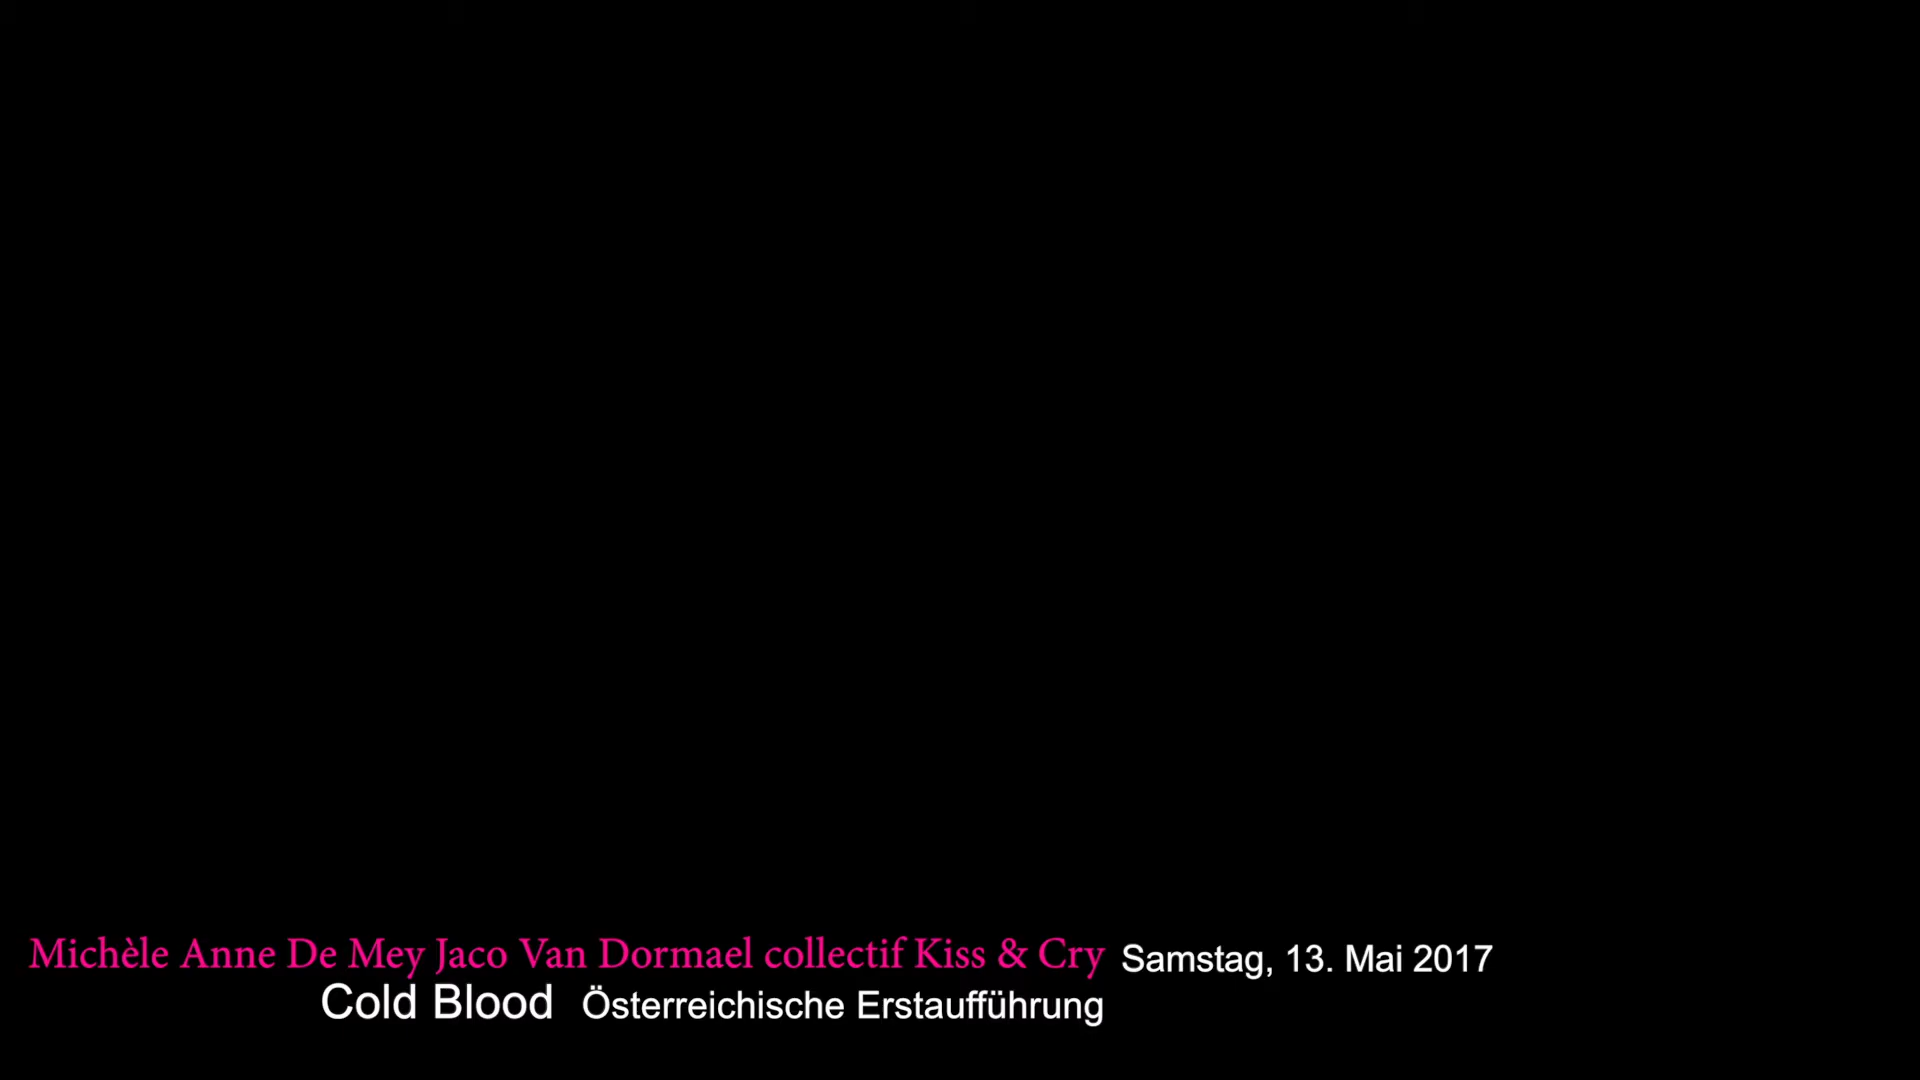 Michèle Anne De Mey Jaco Van Dormael collectif Kiss & Cry Samstag, 13. Mai 2017
Cold Blood Österreichische Erstaufführung